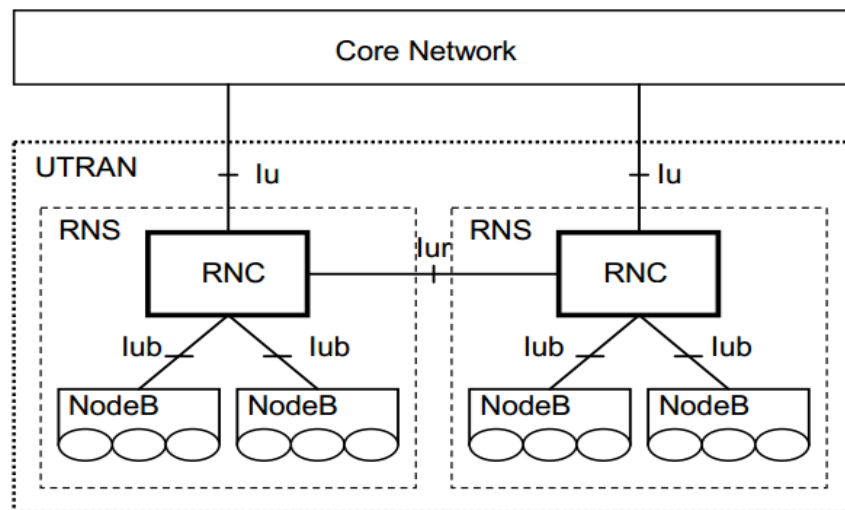 Core Network
UTRAN
Iu
Iu
RNS
RNS
Iur
RNC
RNC
Iub
Iub
Iub
Iub
NodeB
NodeB
NodeB
NodeB